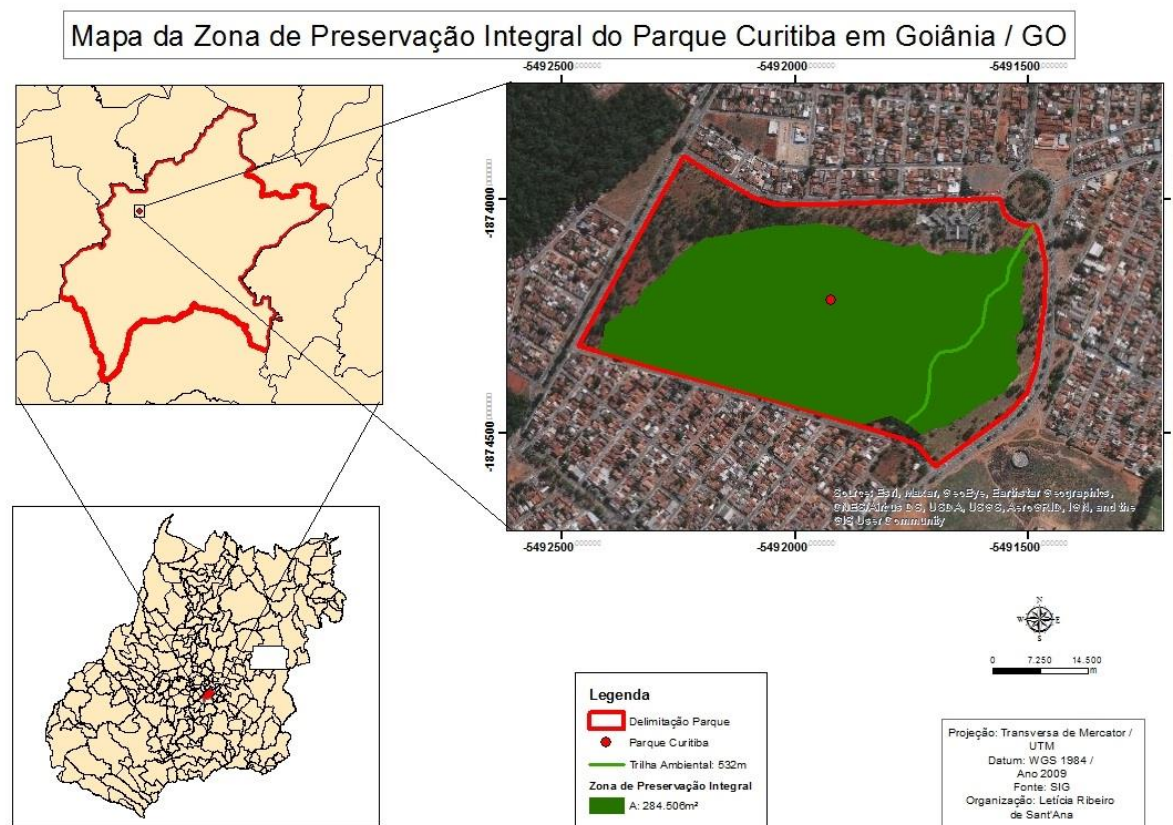 Mapa da Zona de Preservação Integral do Parque Curitiba em Goiânia / GO
-5492500
-5492000
-5491500
-1874000
-1874500
Source: Esri, Maxar, GeoEye, Earthstar Geographics,
CNES/Airbus DS, USDA, USGS, AeroGRID, IGN, and the
GIS User Community
-5492500
-5492000
-5491500
N
W
E
S
0 7.250 14.500
m
Legenda
Delimitação Parque
Parque Curitiba
Trilha Ambiental: 532m
Zona de Preservação Integral
A: 284.506m²
Projeção: Transversa de Mercator /
UTM
Datum: WGS 1984 /
Ano 2009
Fonte: SIG
Organização: Letícia Ribeiro
de Sant'Ana